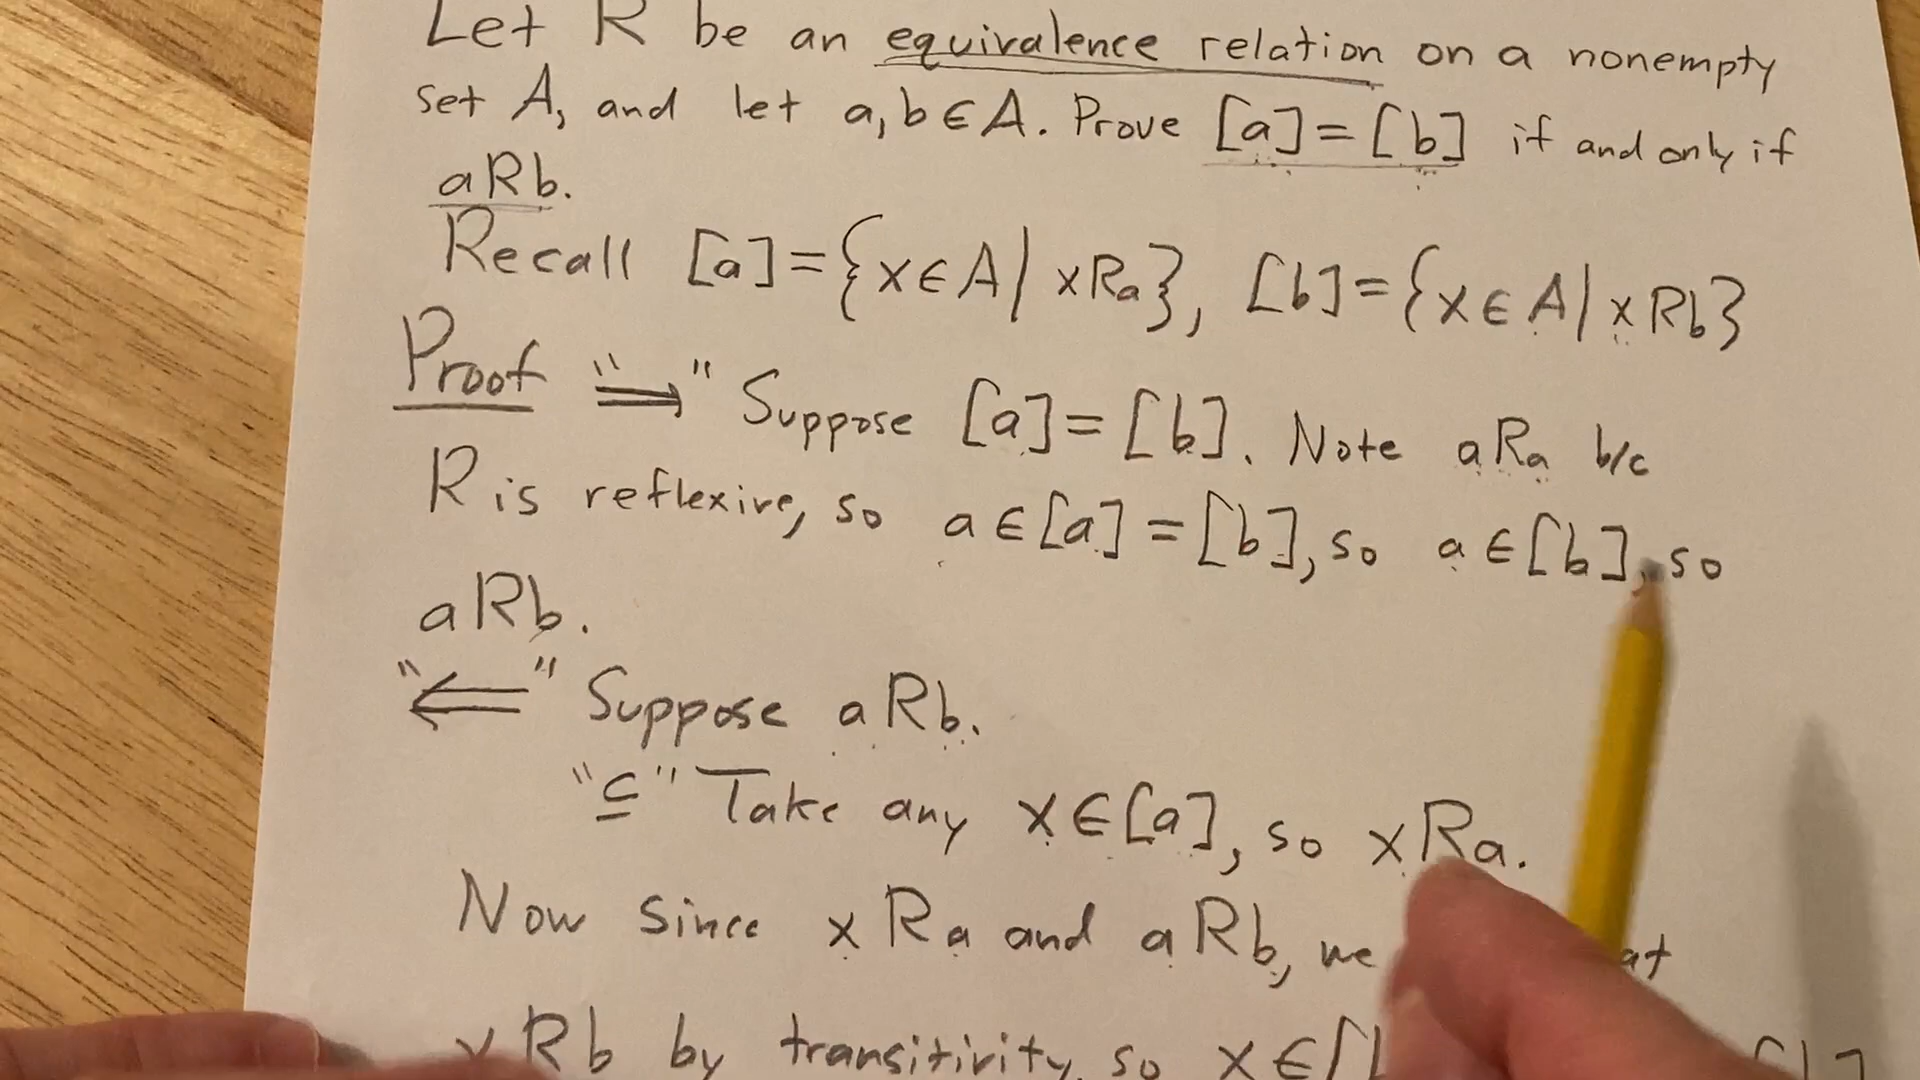 Let R be an equivalence relation on a nonempty
set A, and let a, b ∈ A. Prove [a] = [b] if and only if
aRb.
Recall [a] = {x ∈ A | xRa}, [b] = {x ∈ A | xRb}
Proof "⟹" Suppose [a] = [b]. Note aRa b/c
R is reflexive, so a ∈ [a] = [b], so a ∈ [b], so
aRb.
"⟸" Suppose aRb.
"⊆" Take any x ∈ [a], so xRa.
Now since xRa and aRb, we
xRb by transitivity, so x ∈ [b